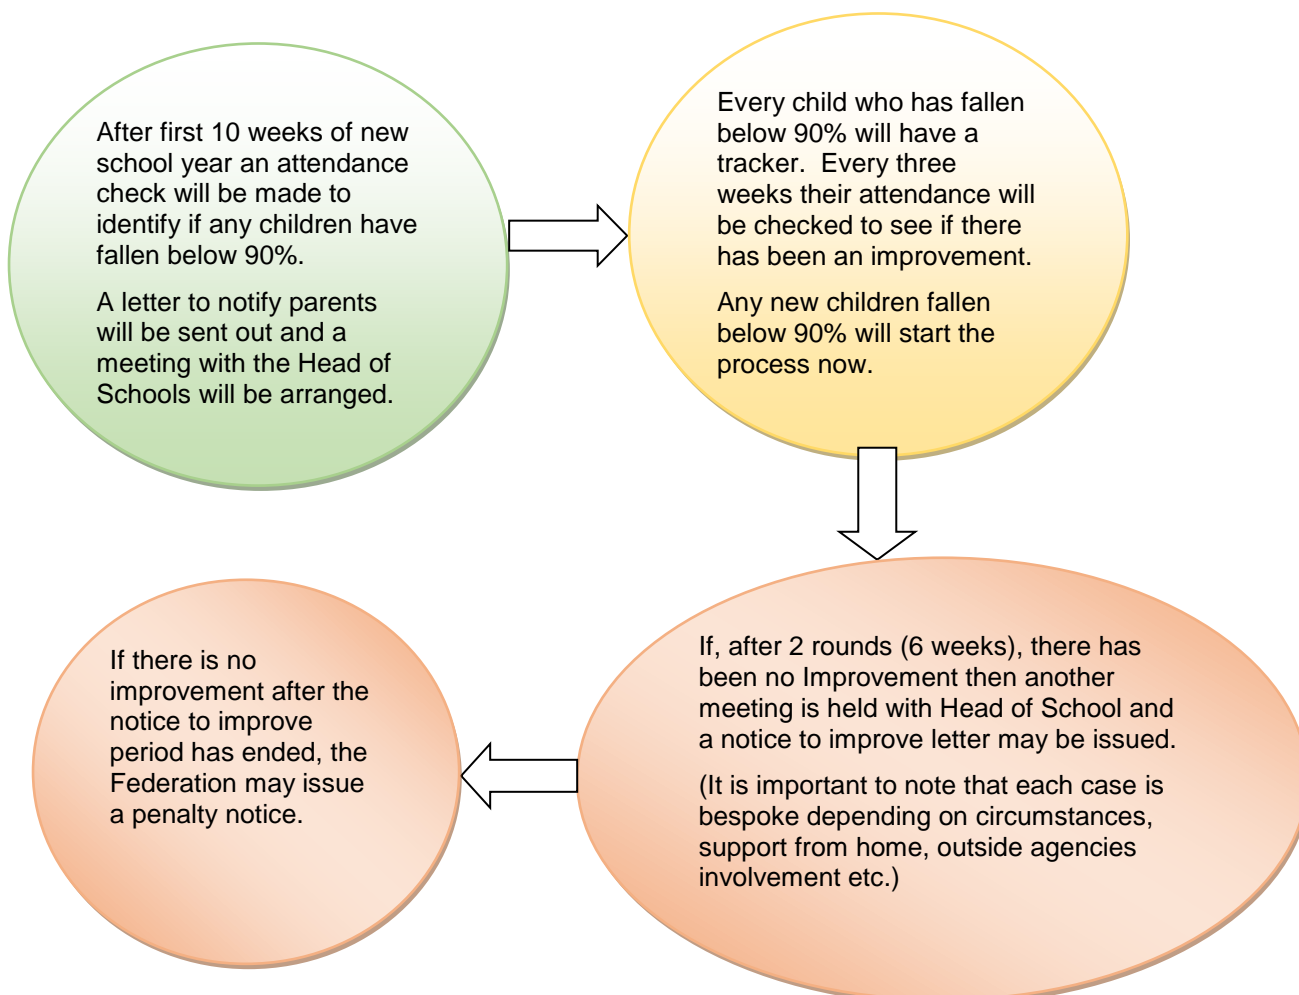 After first 10 weeks of new
school year an attendance
check will be made to
identify if any children have
fallen below 90%.
A letter to notify parents
will be sent out and a
meeting with the Head of
Schools will be arranged.
Every child who has fallen
below 90% will have a
tracker.  Every three
weeks their attendance will
be checked to see if there
has been an improvement.
Any new children fallen
below 90% will start the
process now.
If, after 2 rounds (6 weeks), there has
been no Improvement then another
meeting is held with Head of School and
a notice to improve letter may be issued.
(It is important to note that each case is
bespoke depending on circumstances,
support from home, outside agencies
involvement etc.)
If there is no
improvement after the
notice to improve
period has ended, the
Federation may issue
a penalty notice.